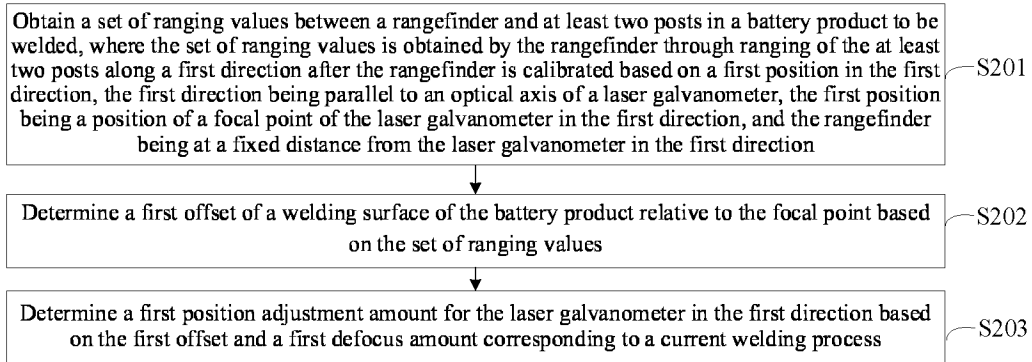 Obtain a set of ranging values between a rangefinder and at least two posts in a battery product to be
welded, where the set of ranging values is obtained by the rangefinder through ranging of the at least
two posts along a first direction after the rangefinder is calibrated based on a first position in the first
direction, the first direction being parallel to an optical axis of a laser galvanometer, the first position
being a position of a focal point of the laser galvanometer in the first direction, and the rangefinder
being at a fixed distance from the laser galvanometer in the first direction
S201
Determine a first offset of a welding surface of the battery product relative to the focal point based
on the set of ranging values
S202
Determine a first position adjustment amount for the laser galvanometer in the first direction based
on the first offset and a first defocus amount corresponding to a current welding process
S203